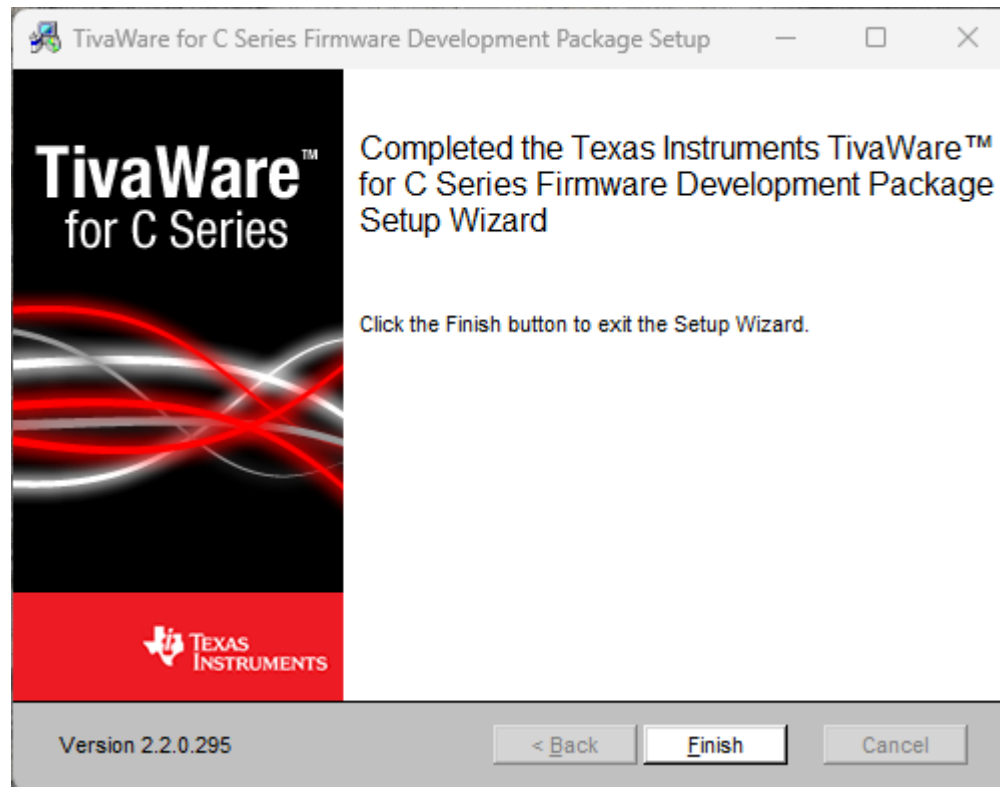 TivaWare for C Series Firmware Development Package Setup
TivaWare™
for C Series
Completed the Texas Instruments TivaWare™
for C Series Firmware Development Package
Setup Wizard
Click the Finish button to exit the Setup Wizard.
TEXAS
INSTRUMENTS
Version 2.2.0.295
< Back
Finish
Cancel